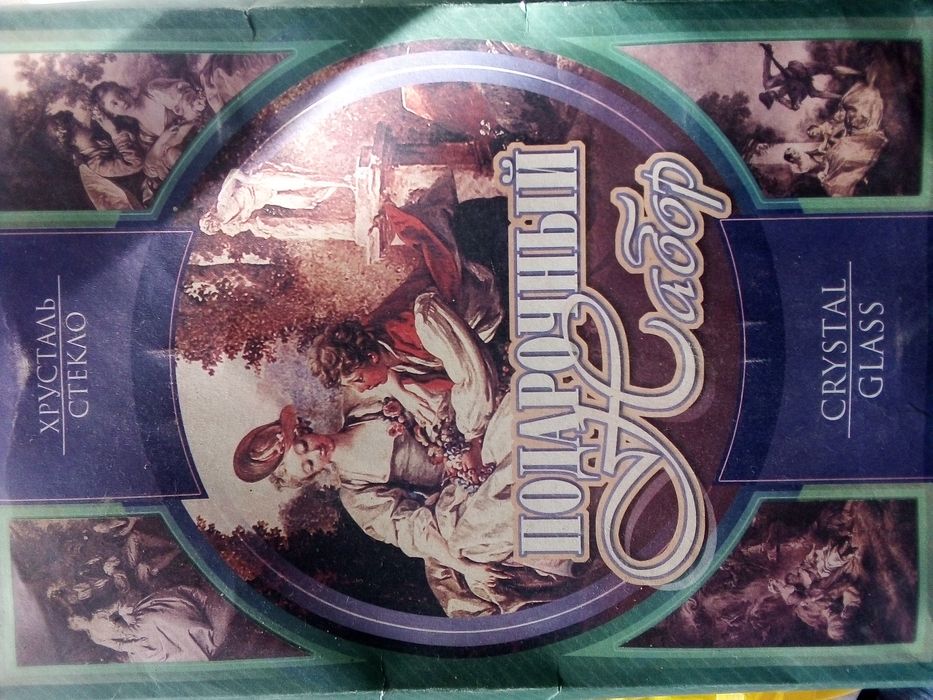 ХРУСТАЛЬ
СТЕКЛО
ПОДАРОЧНЫЙ
Набор
CRYSTAL
GLASS